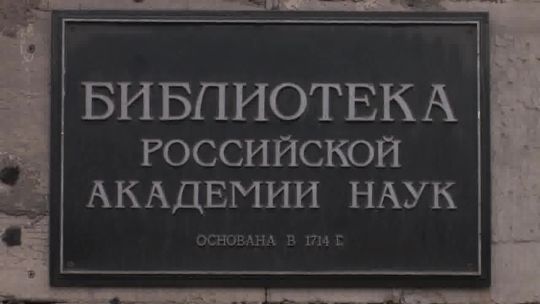 БИБЛИОТЕКА
РОССИЙСКОЙ
АКАДЕМИИ НАУК
ОСНОВАНА В 1714 Г.